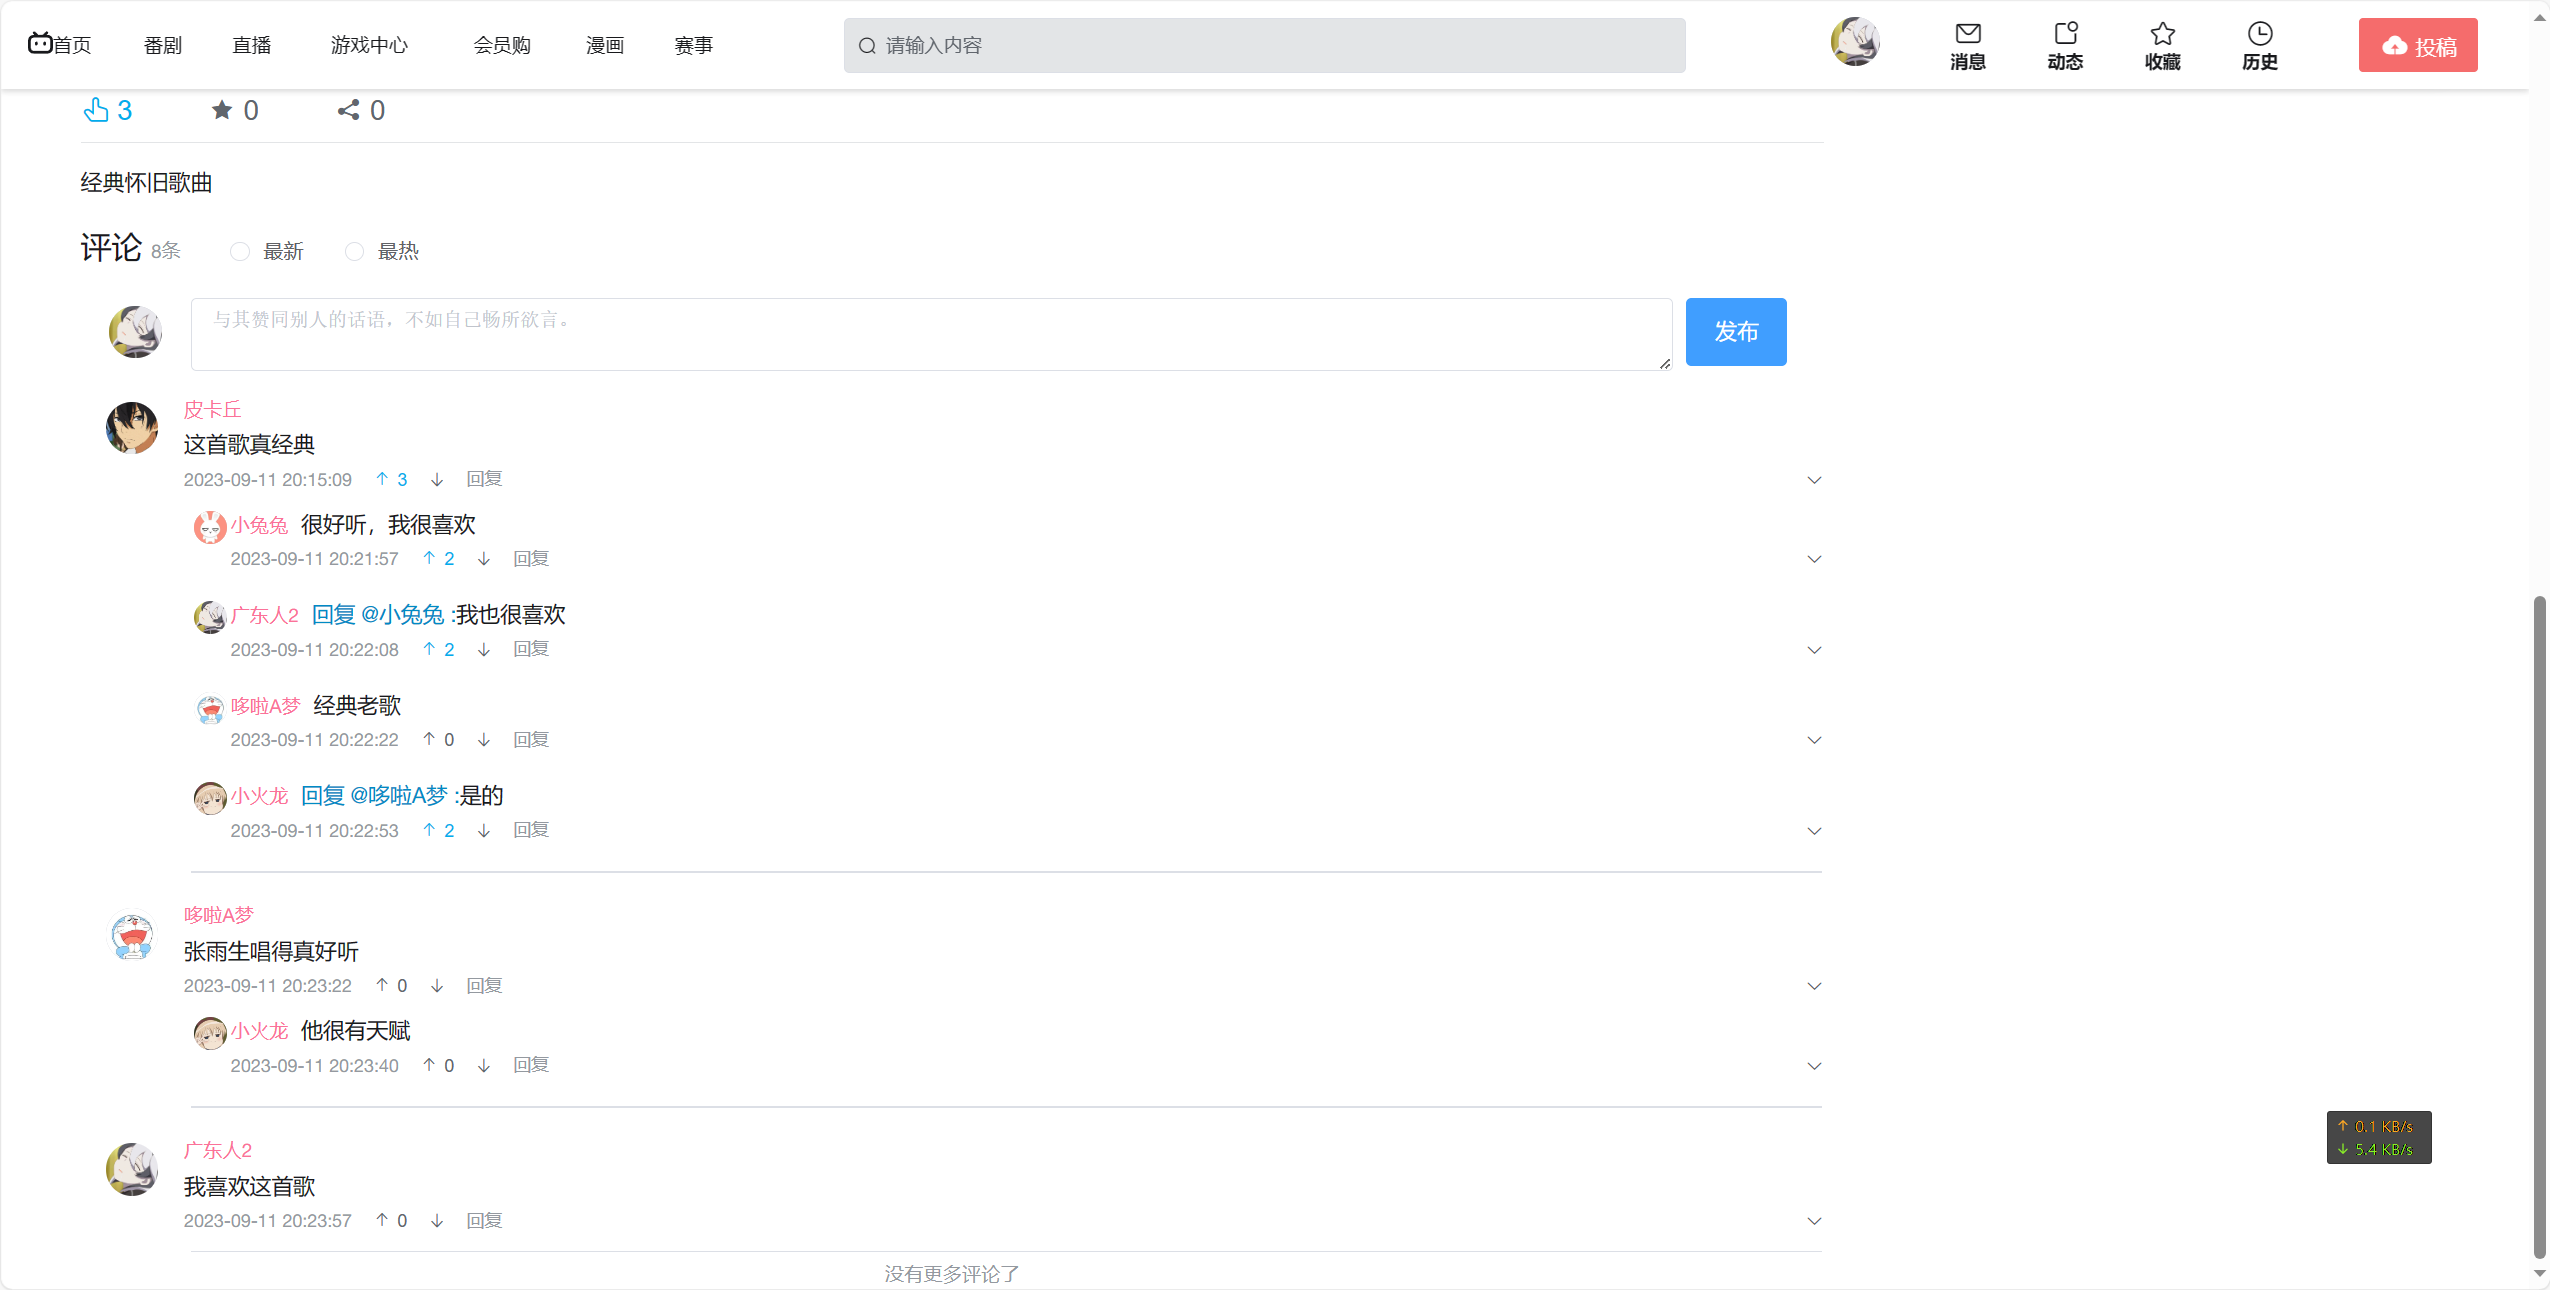 首页 番剧 直播 游戏中心 会员购 漫画 赛事 请输入内容 消息 动态 收藏 历史 投稿
3 0 0
经典怀旧歌曲
评论 8条 最新 最热
与其赞同别人的话语，不如自己畅所欲言。
发布
皮卡丘
这首歌真经典
2023-09-11 20:15:09 ↑ 3 ↓ 回复
小兔兔 很好听，我很喜欢
2023-09-11 20:21:57 ↑ 2 ↓ 回复
广东人2 回复 @小兔兔 :我也很喜欢
2023-09-11 20:22:08 ↑ 2 ↓ 回复
哆啦A梦 经典老歌
2023-09-11 20:22:22 ↑ 0 ↓ 回复
小火龙 回复 @哆啦A梦 :是的
2023-09-11 20:22:53 ↑ 2 ↓ 回复
哆啦A梦
张雨生唱得真好听
2023-09-11 20:23:22 ↑ 0 ↓ 回复
小火龙 他很有天赋
2023-09-11 20:23:40 ↑ 0 ↓ 回复
广东人2
我喜欢这首歌
2023-09-11 20:23:57 ↑ 0 ↓ 回复
没有更多评论了
↑ 0.1 KB/s
↓ 5.4 KB/s